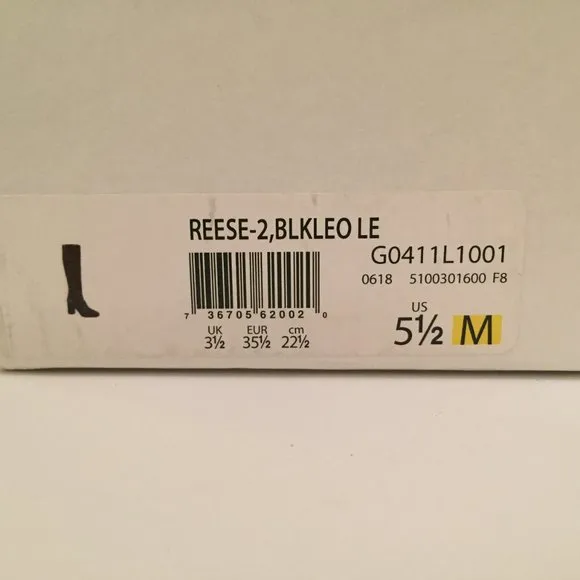 REESE-2,BLKLEO LE
G0411L1001
0618 5100301600 F8
7 36705 62002 0
UK EUR cm
3½ 35½ 22½
US
5½ M